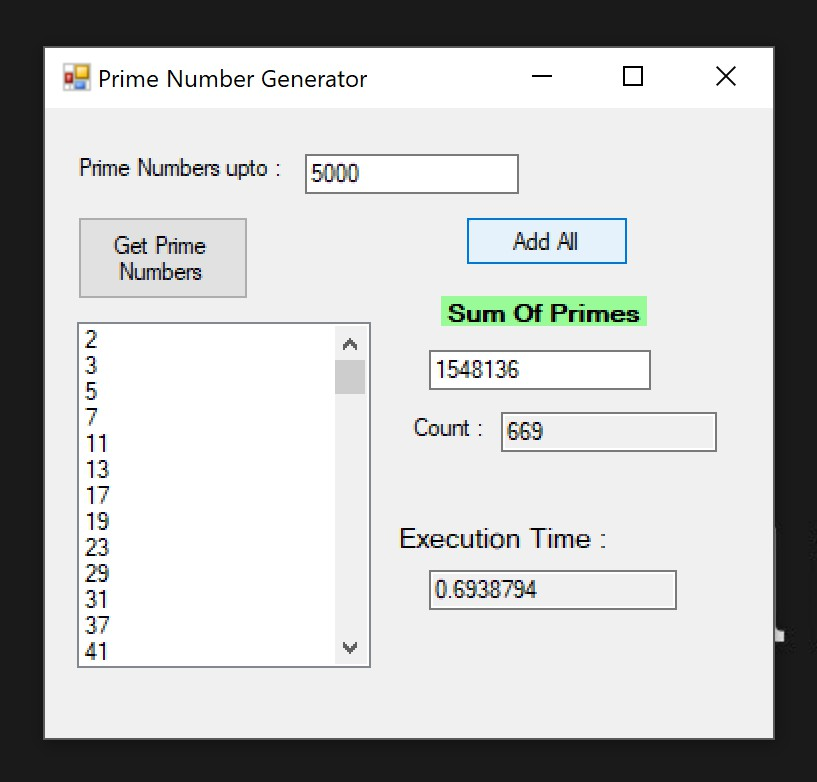 Prime Number Generator
Prime Numbers upto :
5000
Get Prime
Numbers
Add All
Sum Of Primes
1548136
Count :
669
Execution Time :
0.6938794
2
3
5
7
11
13
17
19
23
29
31
37
41